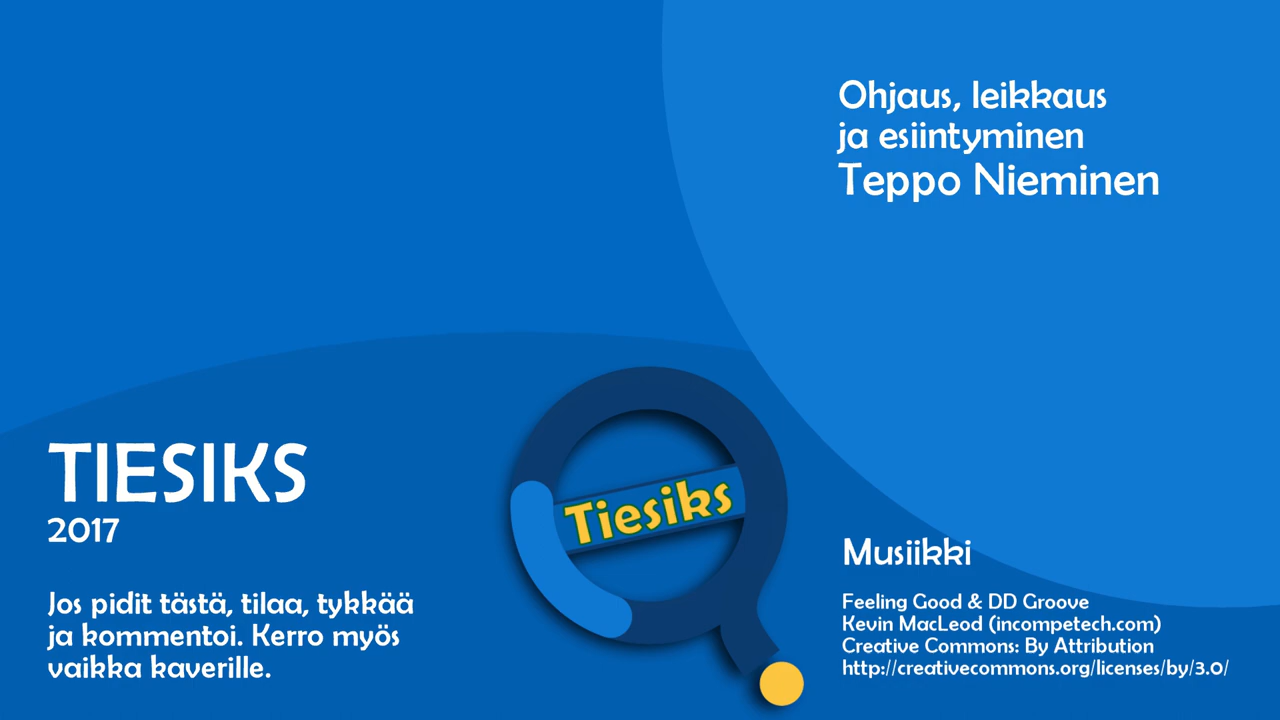 Ohjaus, leikkaus
ja esiintyminen
Teppo Nieminen
TIESIKS
2017
Jos pidit tästä, tilaa, tykkää
ja kommentoi. Kerro myös
vaikka kaverille.
Tiesiks
Musiikki
Feeling Good & DD Groove
Kevin MacLeod (incompetech.com)
Creative Commons: By Attribution
http://creativecommons.org/licenses/by/3.0/